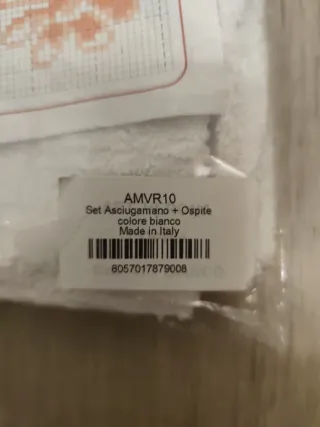 AMVR10
Set Asciugamano + Ospite
colore bianco
Made in Italy
8057017879008